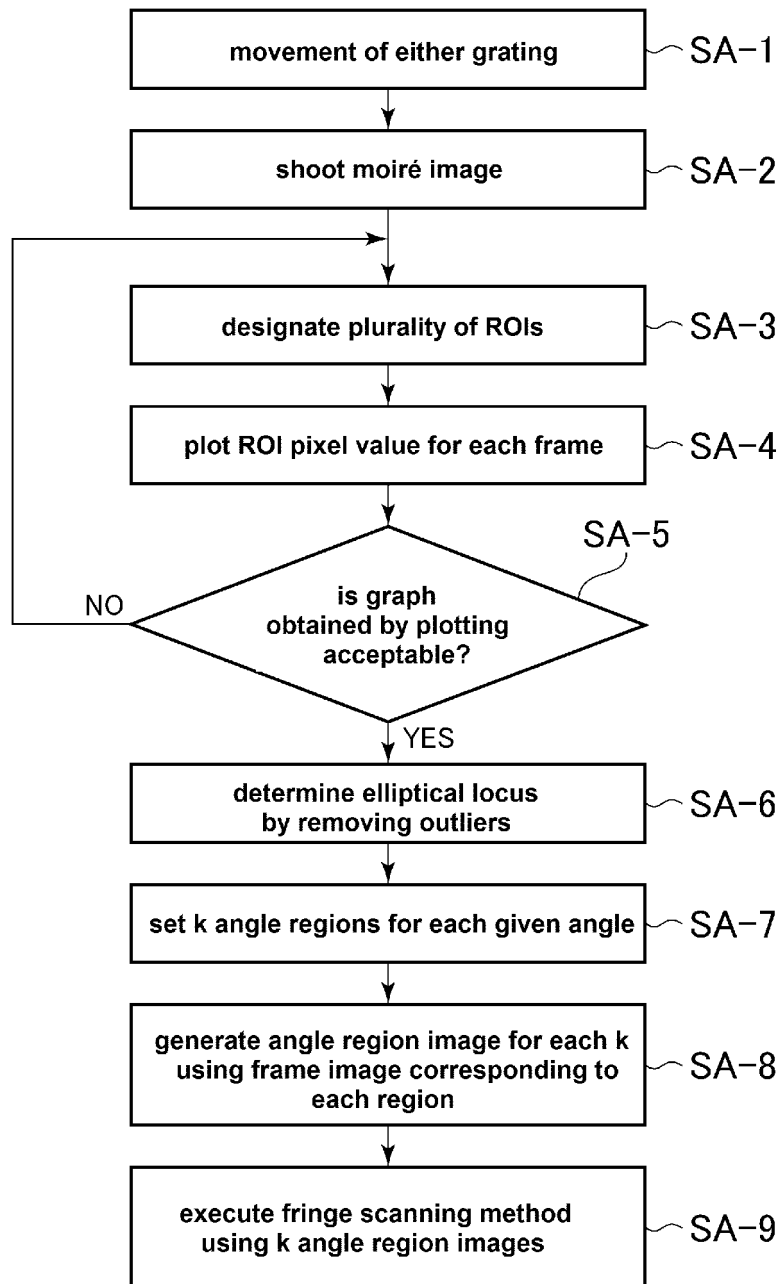 movement of either grating
SA-1
shoot moiré image
SA-2
designate plurality of ROIs
SA-3
plot ROI pixel value for each frame
SA-4
SA-5
is graph
obtained by plotting
acceptable?
NO
YES
determine elliptical locus
by removing outliers
SA-6
set k angle regions for each given angle
SA-7
generate angle region image for each k
using frame image corresponding to
each region
SA-8
execute fringe scanning method
using k angle region images
SA-9